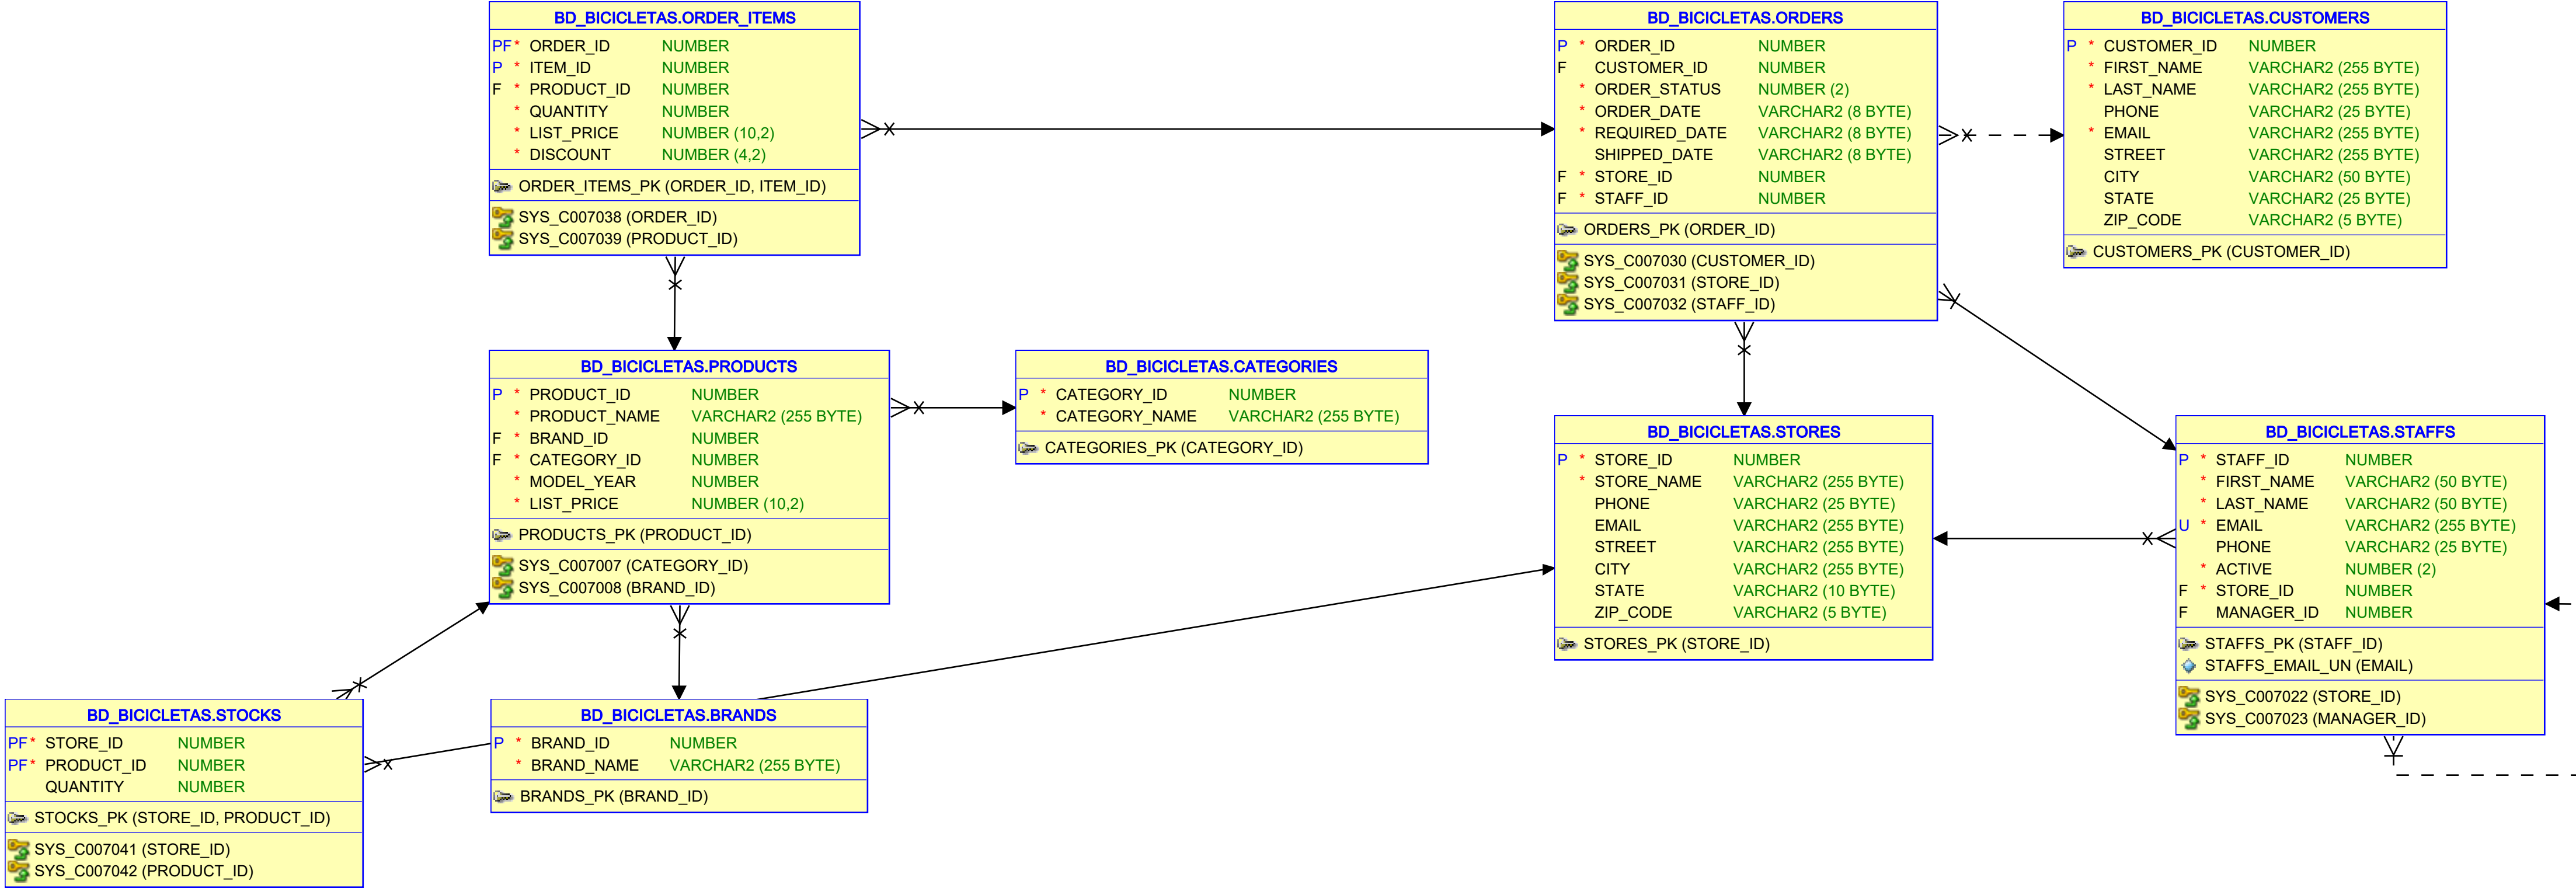 BD_BICICLETAS.ORDER_ITEMS
PF * ORDER_ID NUMBER
P * ITEM_ID NUMBER
F * PRODUCT_ID NUMBER
* QUANTITY NUMBER
* LIST_PRICE NUMBER (10,2)
* DISCOUNT NUMBER (4,2)
ORDER_ITEMS_PK (ORDER_ID, ITEM_ID)
SYS_C007038 (ORDER_ID)
SYS_C007039 (PRODUCT_ID)
BD_BICICLETAS.ORDERS
P * ORDER_ID NUMBER
F CUSTOMER_ID NUMBER
* ORDER_STATUS NUMBER (2)
* ORDER_DATE VARCHAR2 (8 BYTE)
* REQUIRED_DATE VARCHAR2 (8 BYTE)
SHIPPED_DATE VARCHAR2 (8 BYTE)
F * STORE_ID NUMBER
F * STAFF_ID NUMBER
ORDERS_PK (ORDER_ID)
SYS_C007030 (CUSTOMER_ID)
SYS_C007031 (STORE_ID)
SYS_C007032 (STAFF_ID)
BD_BICICLETAS.CUSTOMERS
P * CUSTOMER_ID NUMBER
* FIRST_NAME VARCHAR2 (255 BYTE)
* LAST_NAME VARCHAR2 (255 BYTE)
PHONE VARCHAR2 (25 BYTE)
* EMAIL VARCHAR2 (255 BYTE)
STREET VARCHAR2 (255 BYTE)
CITY VARCHAR2 (50 BYTE)
STATE VARCHAR2 (25 BYTE)
ZIP_CODE VARCHAR2 (5 BYTE)
CUSTOMERS_PK (CUSTOMER_ID)
BD_BICICLETAS.PRODUCTS
P * PRODUCT_ID NUMBER
* PRODUCT_NAME VARCHAR2 (255 BYTE)
F * BRAND_ID NUMBER
F * CATEGORY_ID NUMBER
* MODEL_YEAR NUMBER
* LIST_PRICE NUMBER (10,2)
PRODUCTS_PK (PRODUCT_ID)
SYS_C007007 (CATEGORY_ID)
SYS_C007008 (BRAND_ID)
BD_BICICLETAS.CATEGORIES
P * CATEGORY_ID NUMBER
* CATEGORY_NAME VARCHAR2 (255 BYTE)
CATEGORIES_PK (CATEGORY_ID)
BD_BICICLETAS.STORES
P * STORE_ID NUMBER
* STORE_NAME VARCHAR2 (255 BYTE)
PHONE VARCHAR2 (25 BYTE)
EMAIL VARCHAR2 (255 BYTE)
STREET VARCHAR2 (255 BYTE)
CITY VARCHAR2 (255 BYTE)
STATE VARCHAR2 (10 BYTE)
ZIP_CODE VARCHAR2 (5 BYTE)
STORES_PK (STORE_ID)
BD_BICICLETAS.STAFFS
P * STAFF_ID NUMBER
* FIRST_NAME VARCHAR2 (50 BYTE)
* LAST_NAME VARCHAR2 (50 BYTE)
U * EMAIL VARCHAR2 (255 BYTE)
PHONE VARCHAR2 (25 BYTE)
* ACTIVE NUMBER (2)
F * STORE_ID NUMBER
F MANAGER_ID NUMBER
STAFFS_PK (STAFF_ID)
STAFFS_EMAIL_UN (EMAIL)
SYS_C007022 (STORE_ID)
SYS_C007023 (MANAGER_ID)
BD_BICICLETAS.STOCKS
PF * STORE_ID NUMBER
PF * PRODUCT_ID NUMBER
QUANTITY NUMBER
STOCKS_PK (STORE_ID, PRODUCT_ID)
SYS_C007041 (STORE_ID)
SYS_C007042 (PRODUCT_ID)
BD_BICICLETAS.BRANDS
P * BRAND_ID NUMBER
* BRAND_NAME VARCHAR2 (255 BYTE)
BRANDS_PK (BRAND_ID)